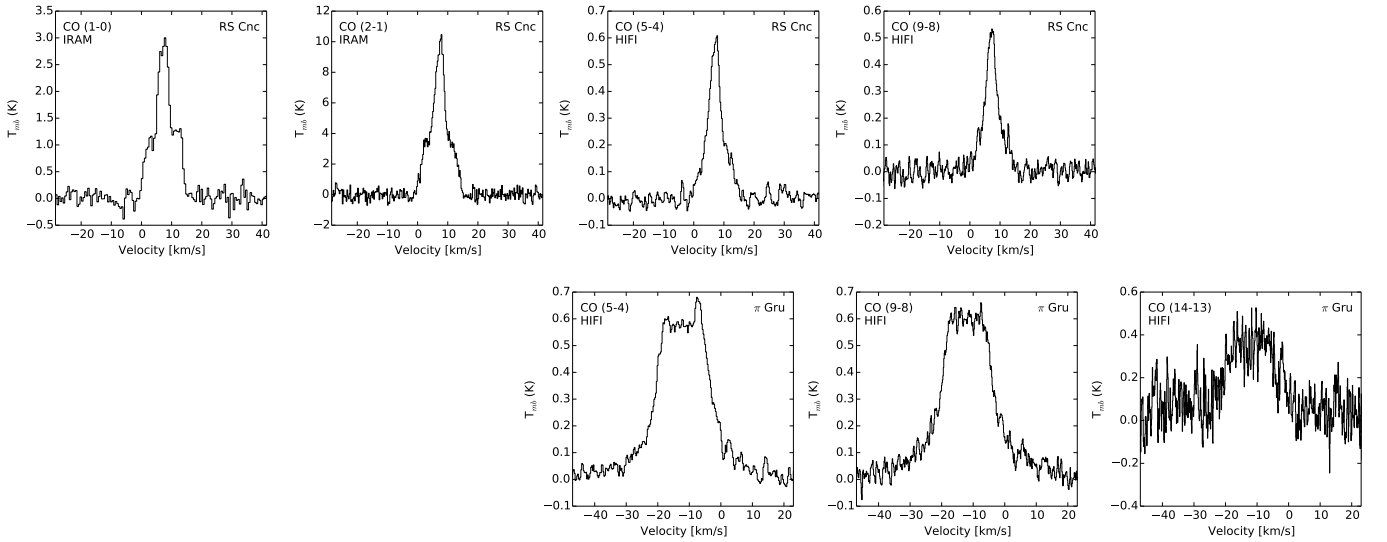 3.5
3.0
2.5
2.0
1.5
1.0
0.5
0.0
−0.5
T_mb (K)
CO (1-0)
IRAM
RS Cnc
−20 −10 0 10 20 30 40
Velocity [km/s]
12
10
8
6
4
2
0
−2
T_mb (K)
CO (2-1)
IRAM
RS Cnc
−20 −10 0 10 20 30 40
Velocity [km/s]
0.7
0.6
0.5
0.4
0.3
0.2
0.1
0.0
−0.1
T_mb (K)
CO (5-4)
HIFI
RS Cnc
−20 −10 0 10 20 30 40
Velocity [km/s]
0.6
0.5
0.4
0.3
0.2
0.1
0.0
−0.1
−0.2
T_mb (K)
CO (9-8)
HIFI
RS Cnc
−20 −10 0 10 20 30 40
Velocity [km/s]
0.7
0.6
0.5
0.4
0.3
0.2
0.1
0.0
−0.1
T_mb (K)
CO (5-4)
HIFI
π Gru
−40 −30 −20 −10 0 10 20
Velocity [km/s]
0.7
0.6
0.5
0.4
0.3
0.2
0.1
0.0
−0.1
T_mb (K)
CO (9-8)
HIFI
π Gru
−40 −30 −20 −10 0 10 20
Velocity [km/s]
0.6
0.4
0.2
0.0
−0.2
−0.4
T_mb (K)
CO (14-13)
HIFI
π Gru
−40 −30 −20 −10 0 10 20
Velocity [km/s]